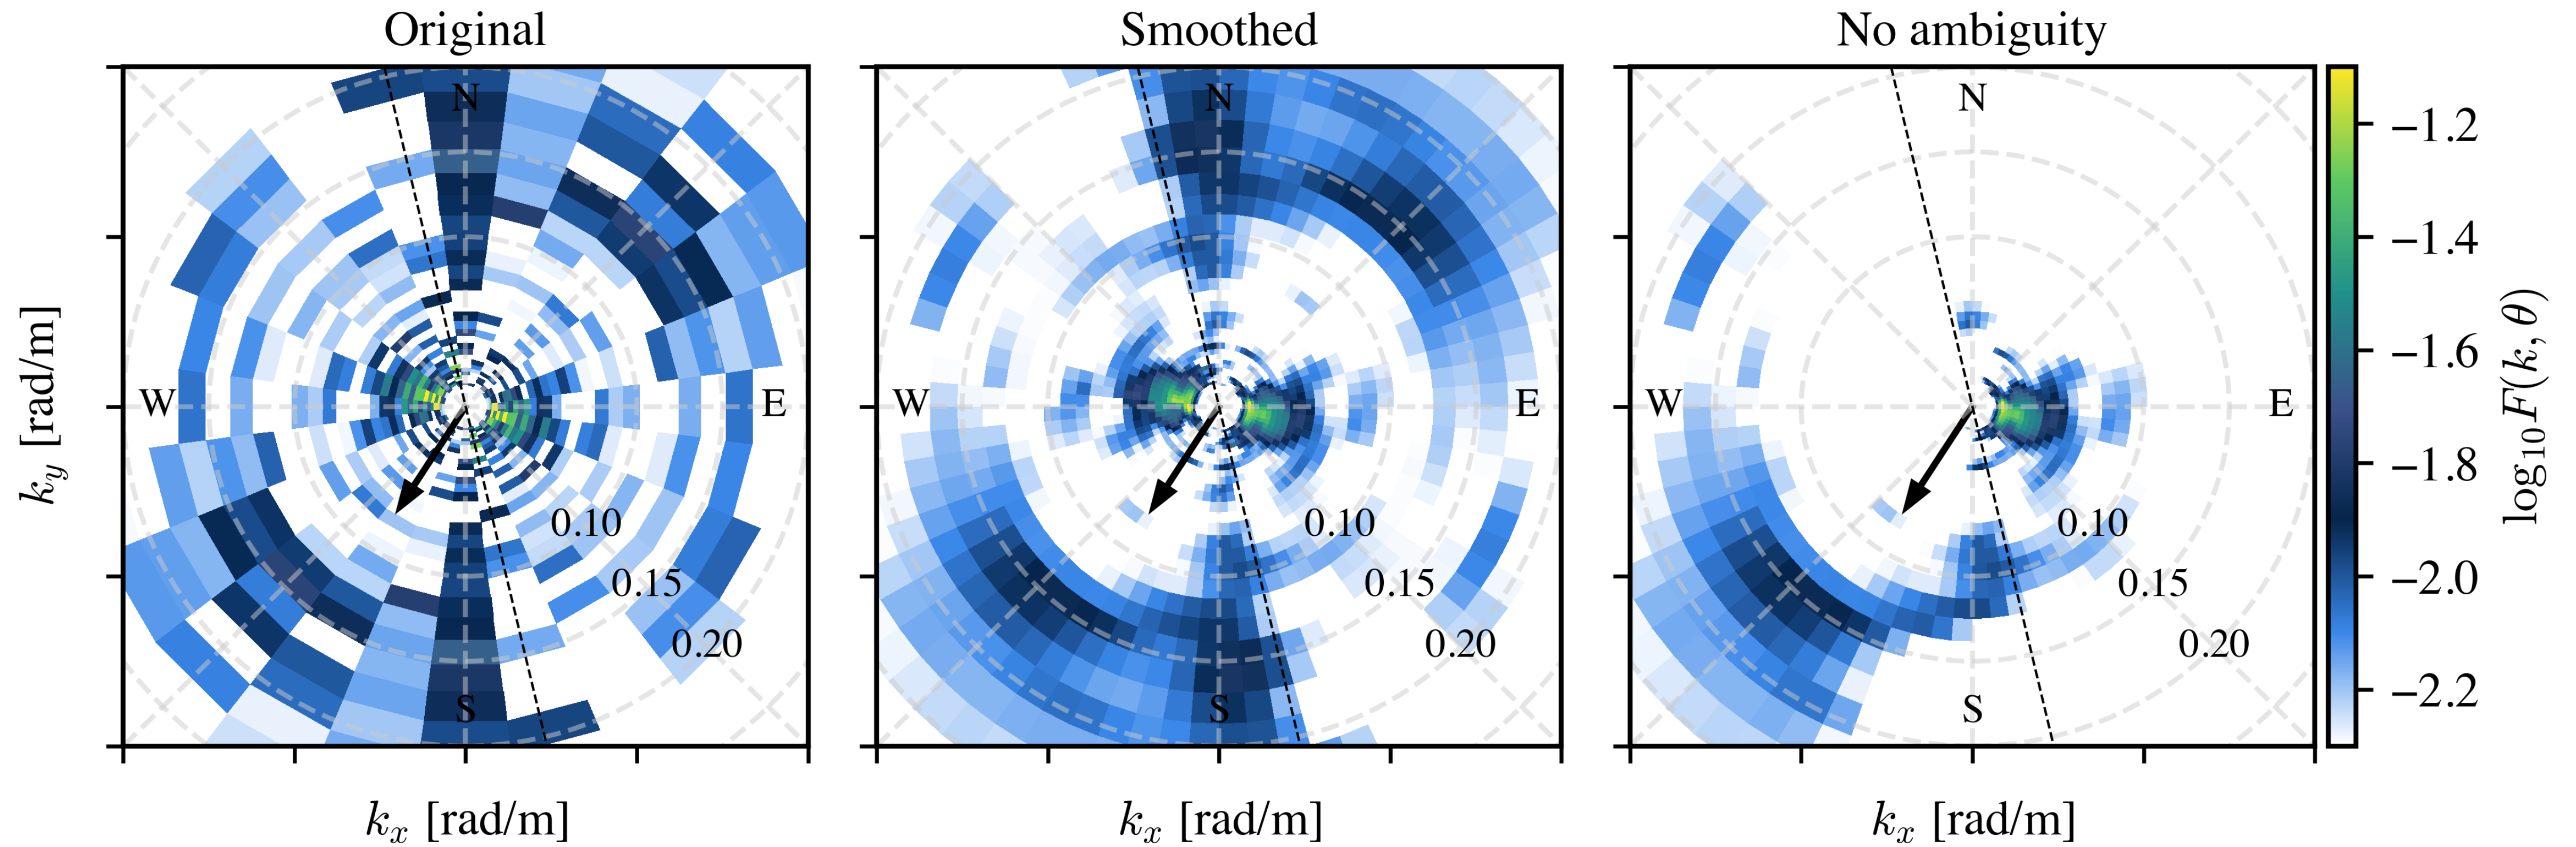 Original Smoothed No ambiguity
N N N
−1.2
−1.4
−1.6
−1.8
−2.0
−2.2
W E W E W E
0.10 0.10 0.10
0.15 0.15 0.15
0.20 0.20 0.20
S S S
k_y [rad/m]
k_x [rad/m] k_x [rad/m] k_x [rad/m]
log₁₀F(k, θ)